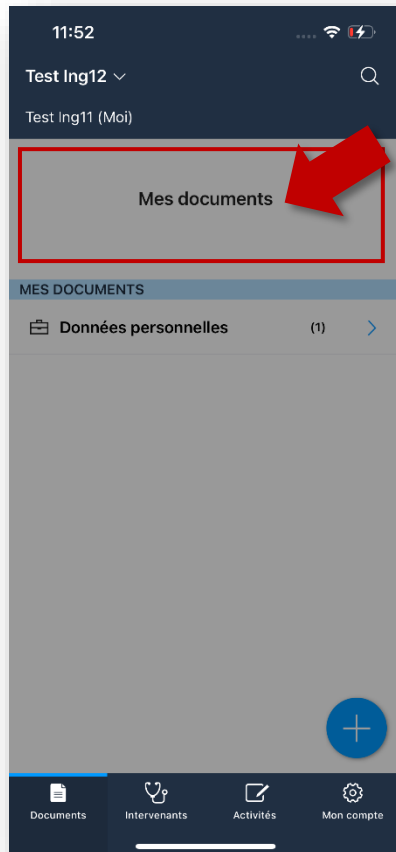 11:52
Test Ing12
Test Ing11 (Moi)
Mes documents
MES DOCUMENTS
Données personnelles (1)
Documents Intervenants Activités Mon compte